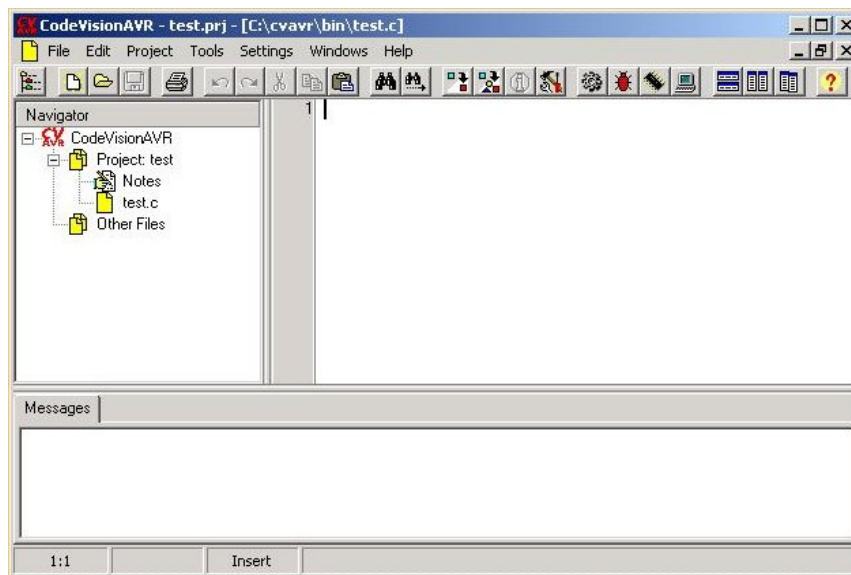 CodeVisionAVR - test.prj - [C:\cvavr\bin\test.c]
File Edit Project Tools Settings Windows Help
Navigator
CodeVisionAVR
Project: test
Notes
test.c
Other Files
1
Messages
1:1 Insert